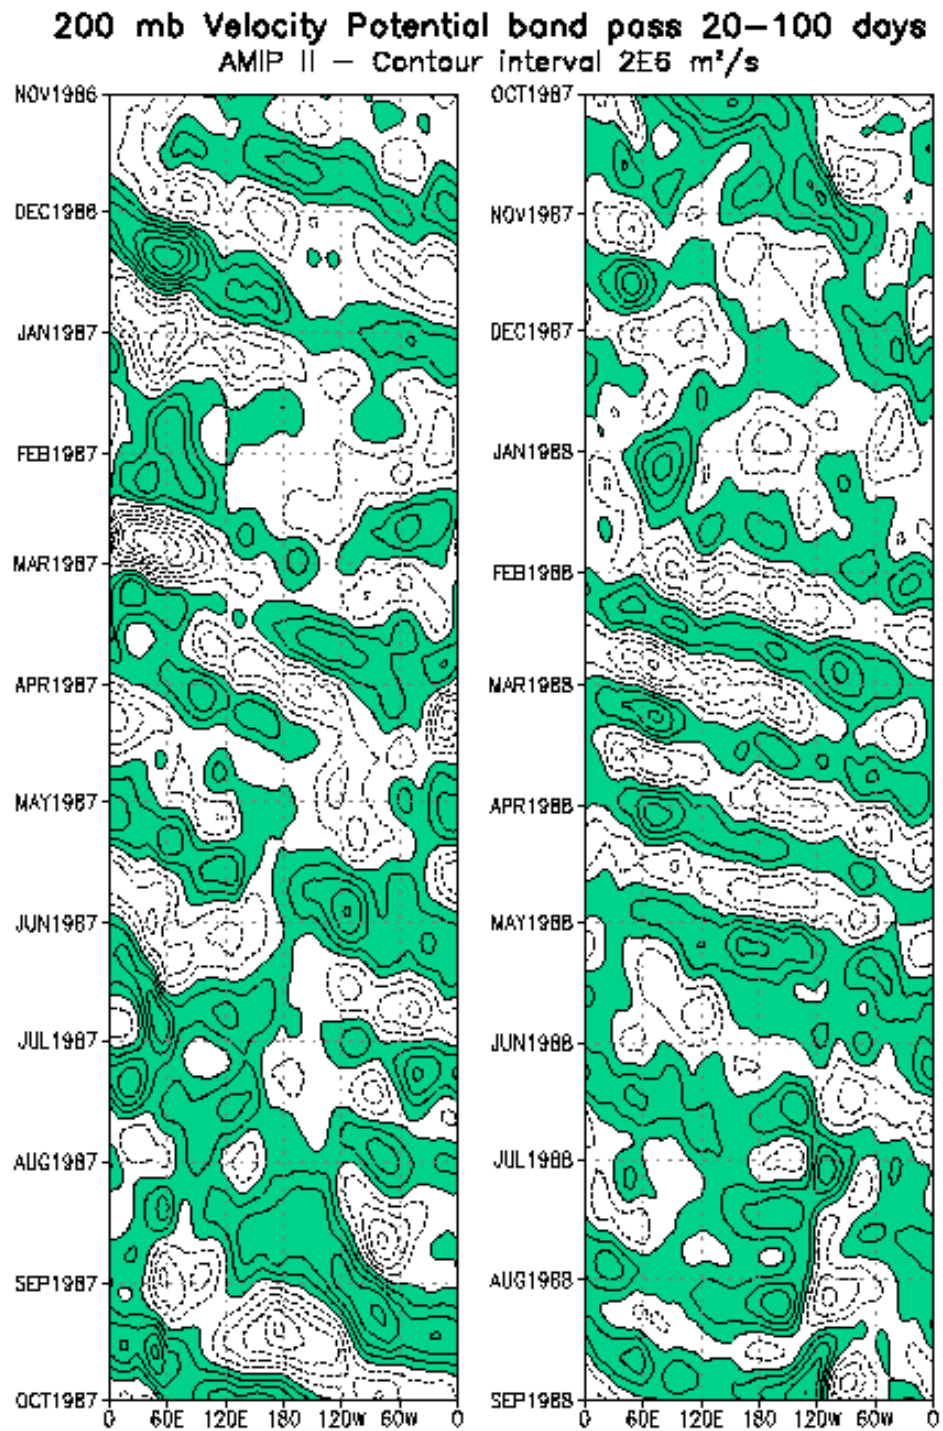 200 mb Velocity Potential band pass 20-100 days
AMIP II - Contour interval 2E6 m²/s
NOV1986
DEC1986
JAN1987
FEB1987
MAR1987
APR1987
MAY1987
JUN1987
JUL1987
AUG1987
SEP1987
OCT1987
0 60E 120E 180 120W 60W 0
OCT1987
NOV1987
DEC1987
JAN1988
FEB1988
MAR1988
APR1988
MAY1988
JUN1988
JUL1988
AUG1988
SEP1988
0 60E 120E 180 120W 60W 0